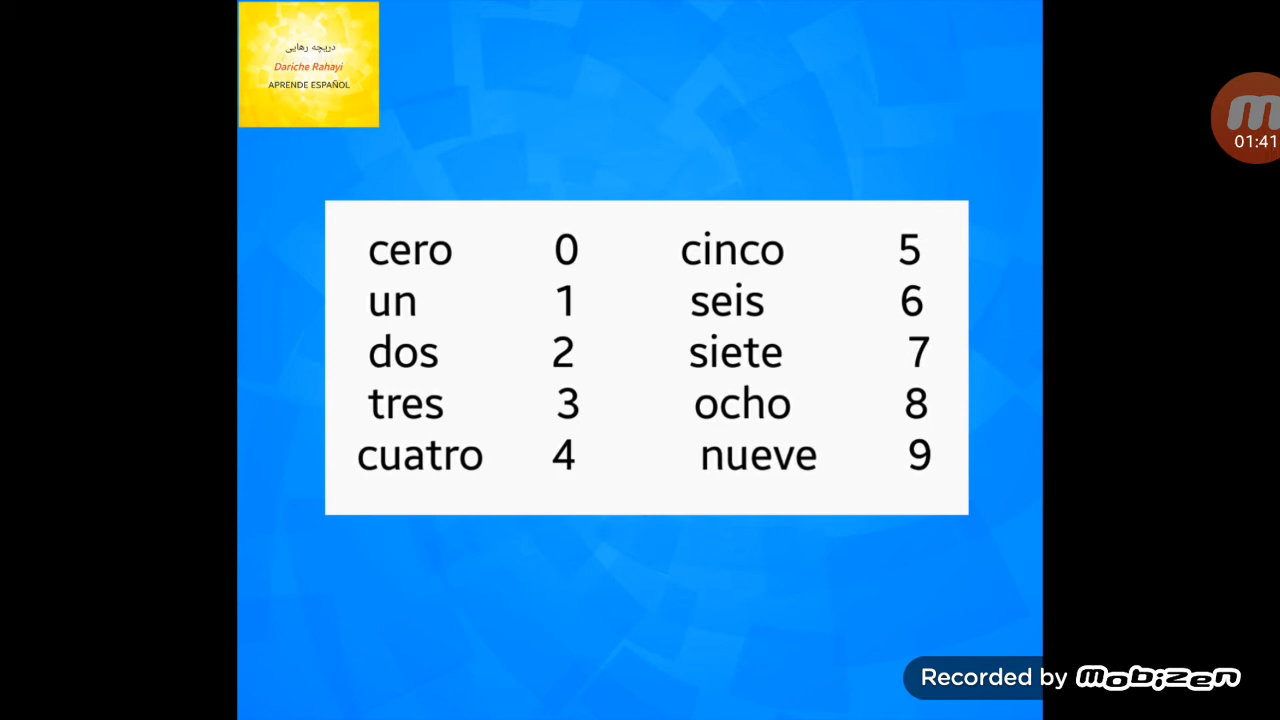 دریچه رهایی
Dariche Rahayi
APRENDE ESPAÑOL
01:41
cero 0 cinco 5
un 1 seis 6
dos 2 siete 7
tres 3 ocho 8
cuatro 4 nueve 9
Recorded by mobizen